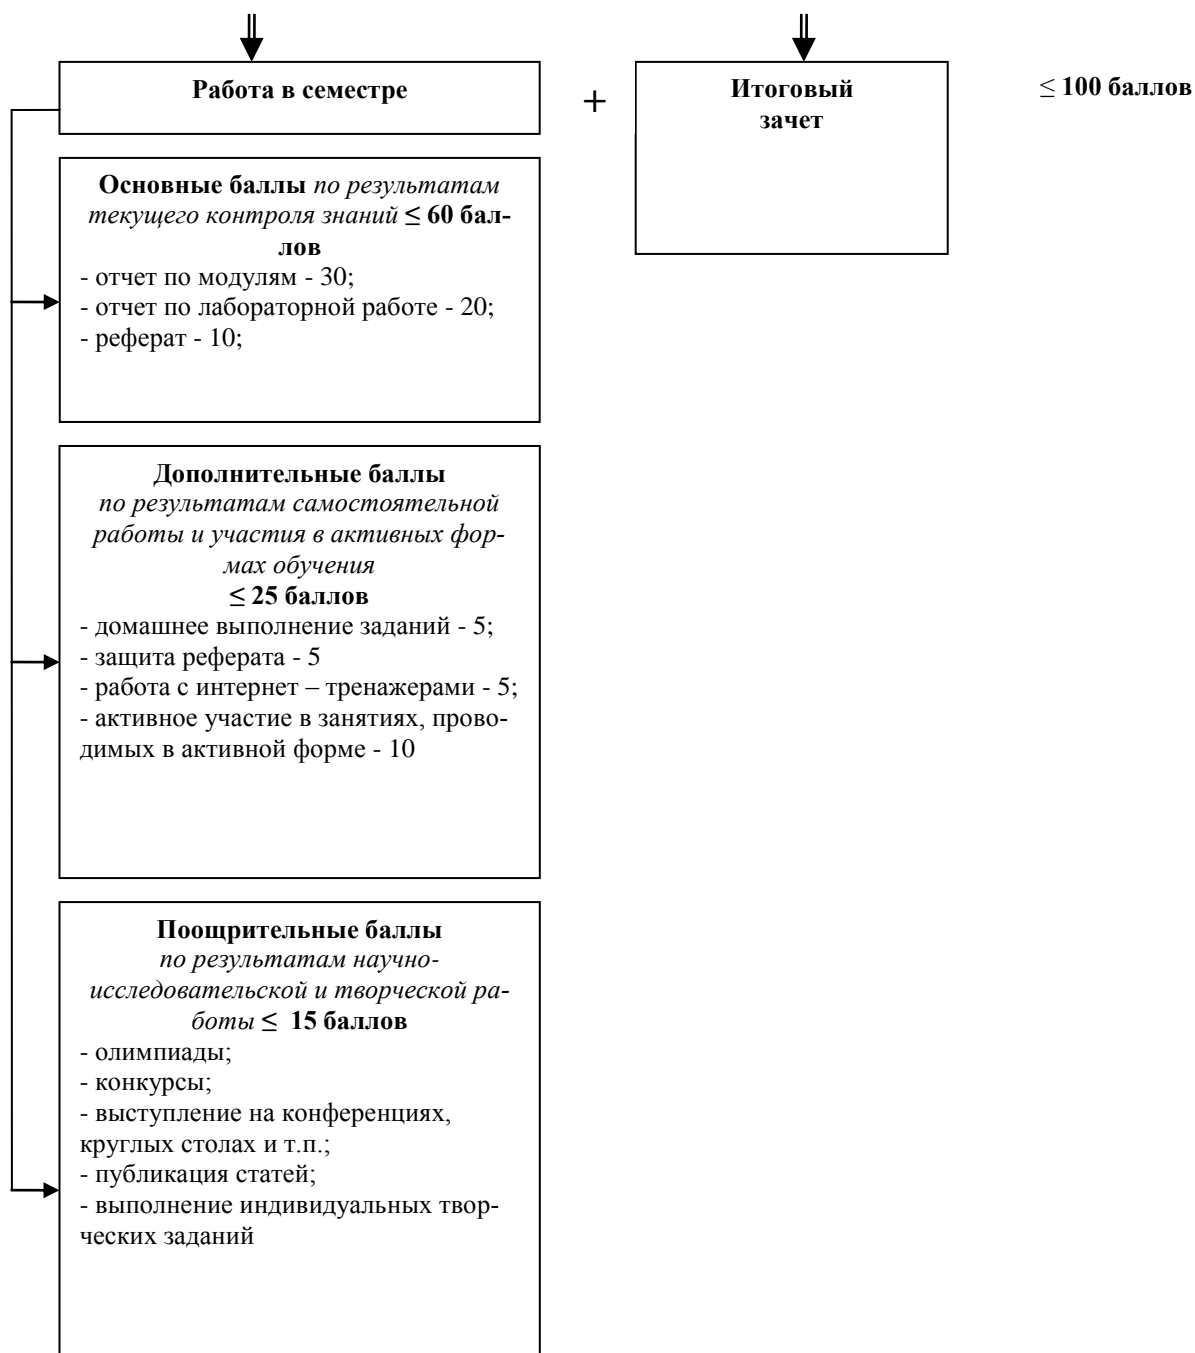 Работа в семестре
+
Итоговый
зачет
≤ 100 баллов
Основные баллы по результатам
текущего контроля знаний ≤ 60 бал-
лов
- отчет по модулям - 30;
- отчет по лабораторной работе - 20;
- реферат - 10;
Дополнительные баллы
по результатам самостоятельной
работы и участия в активных фор-
мах обучения
≤ 25 баллов
- домашнее выполнение заданий - 5;
- защита реферата - 5
- работа с интернет – тренажерами - 5;
- активное участие в занятиях, прово-
димых в активной форме - 10
Поощрительные баллы
по результатам научно-
исследовательской и творческой ра-
боты ≤ 15 баллов
- олимпиады;
- конкурсы;
- выступление на конференциях,
круглых столах и т.п.;
- публикация статей;
- выполнение индивидуальных твор-
ческих заданий